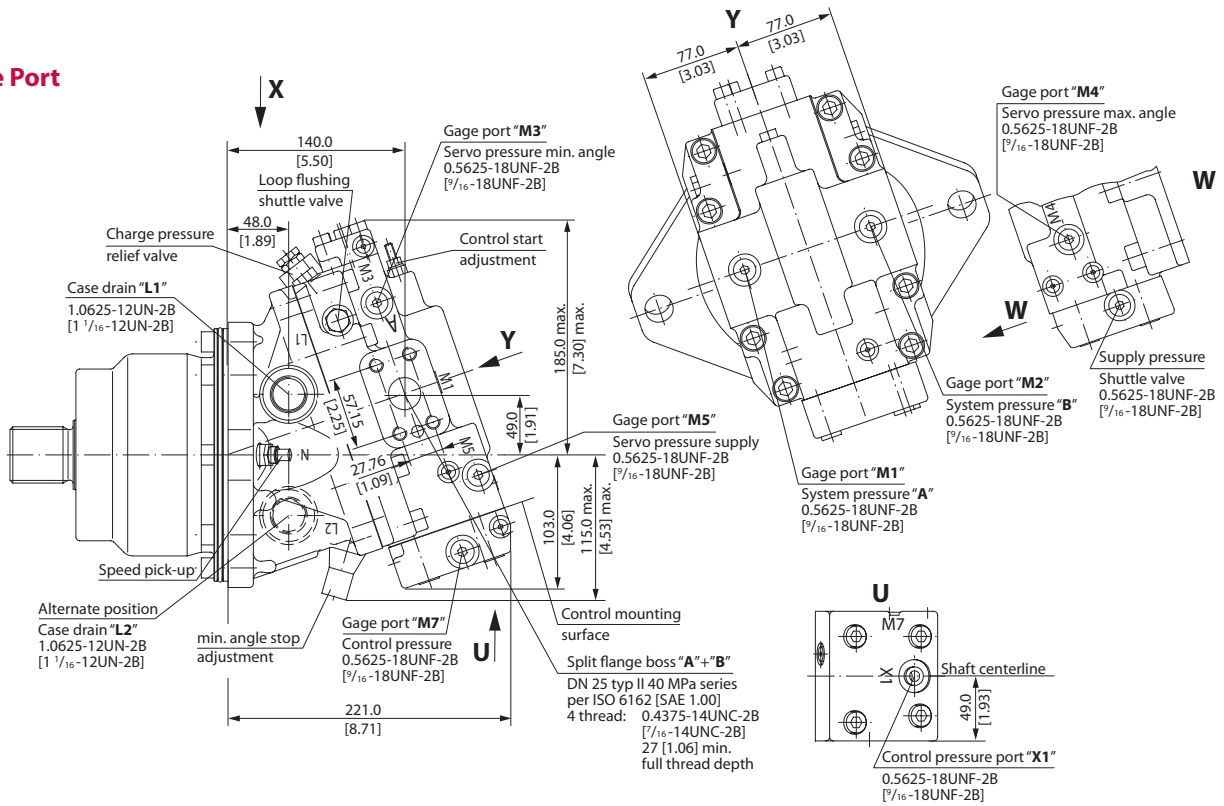 e Port
X
140.0
[5.50]
Loop flushing
shuttle valve
48.0
[1.89]
Charge pressure
relief valve
Case drain "L1"
1.0625-12UN-2B
[1 1/16-12UN-2B]
Gage port "M3"
Servo pressure min. angle
0.5625-18UNF-2B
[9/16-18UNF-2B]
Control start
adjustment
M3
A
L1
M1
M5
N
L2
Y
185.0 max.
[7.30] max.
57.15
[2.25]
27.76
[1.09]
49.0
[1.91]
103.0
[4.06]
115.0 max.
[4.53] max.
Gage port "M5"
Servo pressure supply
0.5625-18UNF-2B
[9/16-18UNF-2B]
Speed pick-up
Alternate position
Case drain "L2"
1.0625-12UN-2B
[1 1/16-12UN-2B]
min. angle stop
adjustment
Gage port "M7"
Control pressure
0.5625-18UNF-2B
[9/16-18UNF-2B]
U
Control mounting
surface
Split flange boss "A"+"B"
DN 25 typ II 40 MPa series
per ISO 6162 [SAE 1.00]
4 thread: 0.4375-14UNC-2B
[7/16-14UNC-2B]
27 [1.06] min.
full thread depth
221.0
[8.71]
Y
77.0
[3.03]
77.0
[3.03]
W
Gage port "M2"
System pressure "B"
0.5625-18UNF-2B
[9/16-18UNF-2B]
Gage port "M1"
System pressure "A"
0.5625-18UNF-2B
[9/16-18UNF-2B]
Gage port "M4"
Servo pressure max. angle
0.5625-18UNF-2B
[9/16-18UNF-2B]
W
M4
Supply pressure
Shuttle valve
0.5625-18UNF-2B
[9/16-18UNF-2B]
U
M7
X1
Shaft centerline
49.0
[1.93]
Control pressure port "X1"
0.5625-18UNF-2B
[9/16-18UNF-2B]